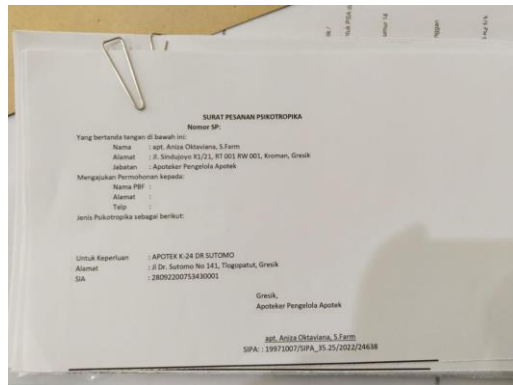 SURAT PESANAN PSIKOTROPIKA
Nomor SP:
Yang bertanda tangan di bawah ini:
Nama : apt. Aniza Oktaviana, S.Farm
Alamat : Jl. Sindujoyo X1/21, RT 001 RW 001, Kroman, Gresik
Jabatan : Apoteker Pengelola Apotek
Mengajukan Permohonan kepada:
Nama PBF :
Alamat :
Telp :
Jenis Psikotropika sebagai berikut:
Untuk Keperluan : APOTEK K-24 DR SUTOMO
Alamat : Jl Dr. Sutomo No 141, Tlogopatut, Gresik
SIA : 28092200753430001
Gresik,
Apoteker Pengelola Apotek
apt. Aniza Oktaviana, S.Farm
SIPA: : 19971007/SIPA_35.25/2022/24638